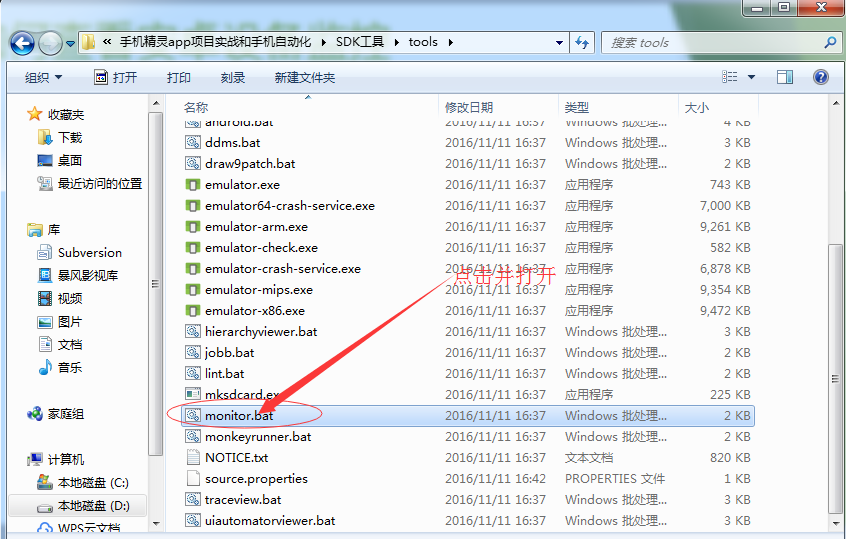 « 手机精灵app项目实战和手机自动化 ▸ SDK工具 ▸ tools ▸
搜索 tools
组织 打开 打印 刻录 新建文件夹
名称 修改日期 类型 大小
android.bat 2016/11/11 16:37 Windows 批处理... 4 KB
ddms.bat 2016/11/11 16:37 Windows 批处理... 3 KB
draw9patch.bat 2016/11/11 16:37 Windows 批处理... 2 KB
emulator.exe 2016/11/11 16:37 应用程序 743 KB
emulator64-crash-service.exe 2016/11/11 16:37 应用程序 7,000 KB
emulator-arm.exe 2016/11/11 16:37 应用程序 9,261 KB
emulator-check.exe 2016/11/11 16:37 应用程序 582 KB
emulator-crash-service.exe 2016/11/11 16:37 应用程序 6,878 KB
点击并打开
emulator-mips.exe 2016/11/11 16:37 应用程序 9,354 KB
emulator-x86.exe 2016/11/11 16:37 应用程序 9,472 KB
hierarchyviewer.bat 2016/11/11 16:37 Windows 批处理... 3 KB
jobb.bat 2016/11/11 16:37 Windows 批处理... 2 KB
lint.bat 2016/11/11 16:37 Windows 批处理... 2 KB
mksdcard.exe 2016/11/11 16:37 应用程序 225 KB
monitor.bat 2016/11/11 16:37 Windows 批处理... 2 KB
monkeyrunner.bat 2016/11/11 16:37 Windows 批处理... 2 KB
NOTICE.txt 2016/11/11 16:37 文本文档 820 KB
source.properties 2016/11/11 16:42 PROPERTIES 文件 1 KB
traceview.bat 2016/11/11 16:37 Windows 批处理... 2 KB
uiautomatorviewer.bat 2016/11/11 16:37 Windows 批处理... 2 KB
收藏夹
下载
桌面
最近访问的位置
库
Subversion
暴风影视库
视频
图片
文档
音乐
家庭组
计算机
本地磁盘 (C:)
本地磁盘 (D:)
WPS云文档